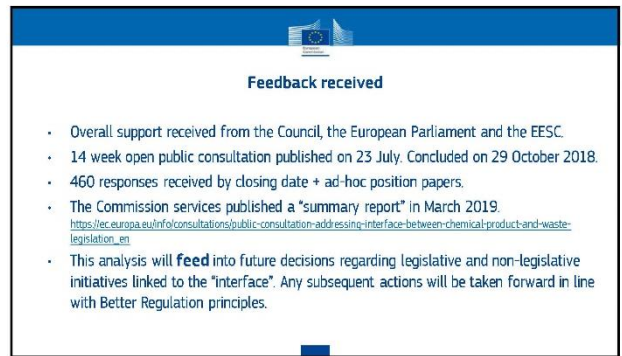 European
Commission
Feedback received
• Overall support received from the Council, the European Parliament and the EESC.
• 14 week open public consultation published on 23 July. Concluded on 29 October 2018.
• 460 responses received by closing date + ad-hoc position papers.
• The Commission services published a “summary report” in March 2019.
https://ec.europa.eu/info/consultations/public-consultation-addressing-interface-between-chemical-product-and-waste-
legislation_en
• This analysis will feed into future decisions regarding legislative and non-legislative
initiatives linked to the “interface”. Any subsequent actions will be taken forward in line
with Better Regulation principles.